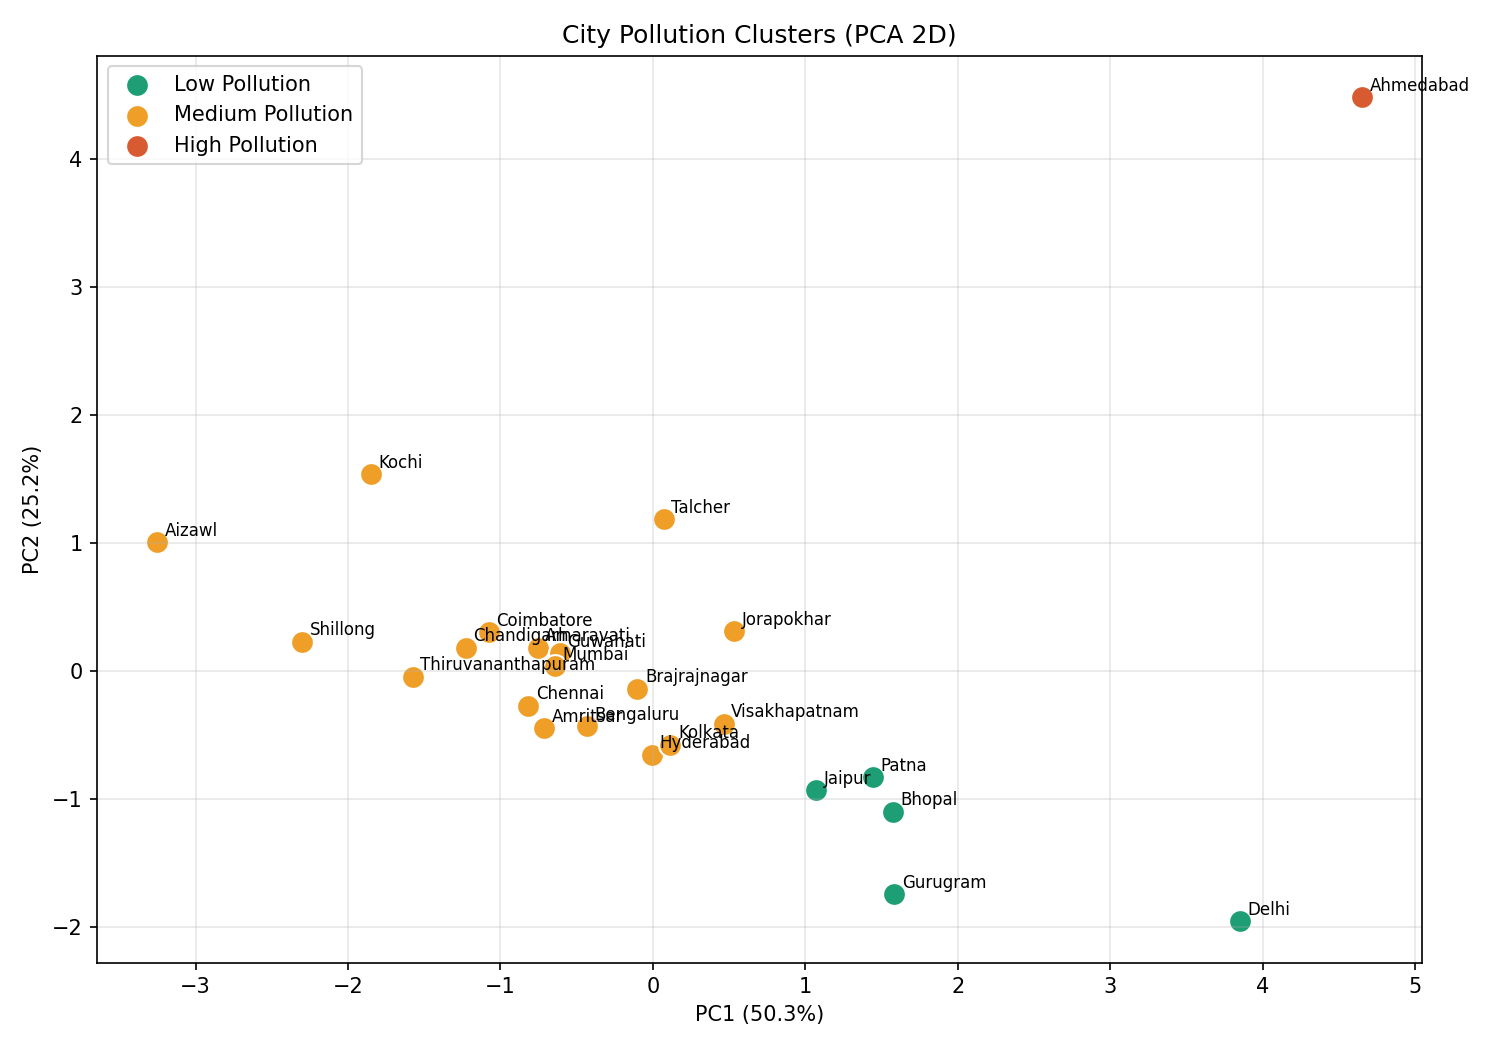 City Pollution Clusters (PCA 2D)
Low Pollution
Medium Pollution
High Pollution
Ahmedabad
Kochi
Talcher
Aizawl
Shillong
Coimbatore
Jorapokhar
Chandigarh
Amaravati
Guwahati
Mumbai
Thiruvananthapuram
Brajrajnagar
Chennai
Visakhapatnam
Amritsar
Bengaluru
Kolkata
Hyderabad
Patna
Jaipur
Bhopal
Gurugram
Delhi
4
3
2
1
0
−1
−2
PC2 (25.2%)
−3
−2
−1
0
1
2
3
4
5
PC1 (50.3%)